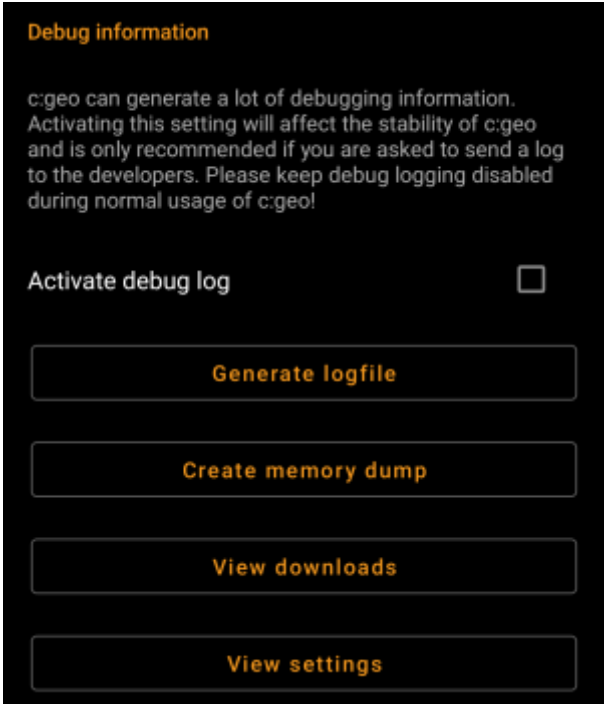 Debug information
c:geo can generate a lot of debugging information.
Activating this setting will affect the stability of c:geo
and is only recommended if you are asked to send a log
to the developers. Please keep debug logging disabled
during normal usage of c:geo!
Activate debug log
Generate logfile
Create memory dump
View downloads
View settings